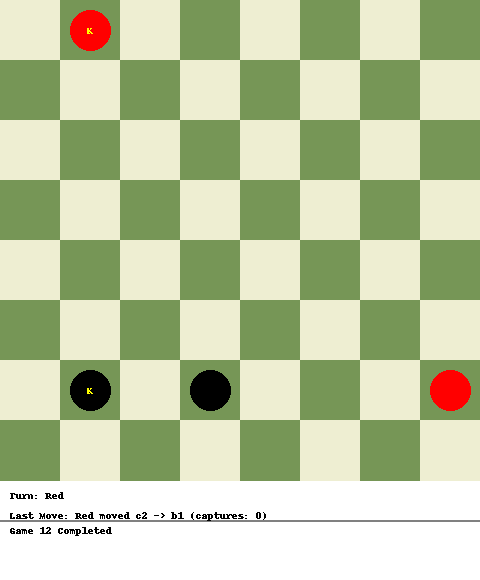 K
K
Turn: Red
Last Move: Red moved c2 -> b1 (captures: 0)
Game 12 Completed